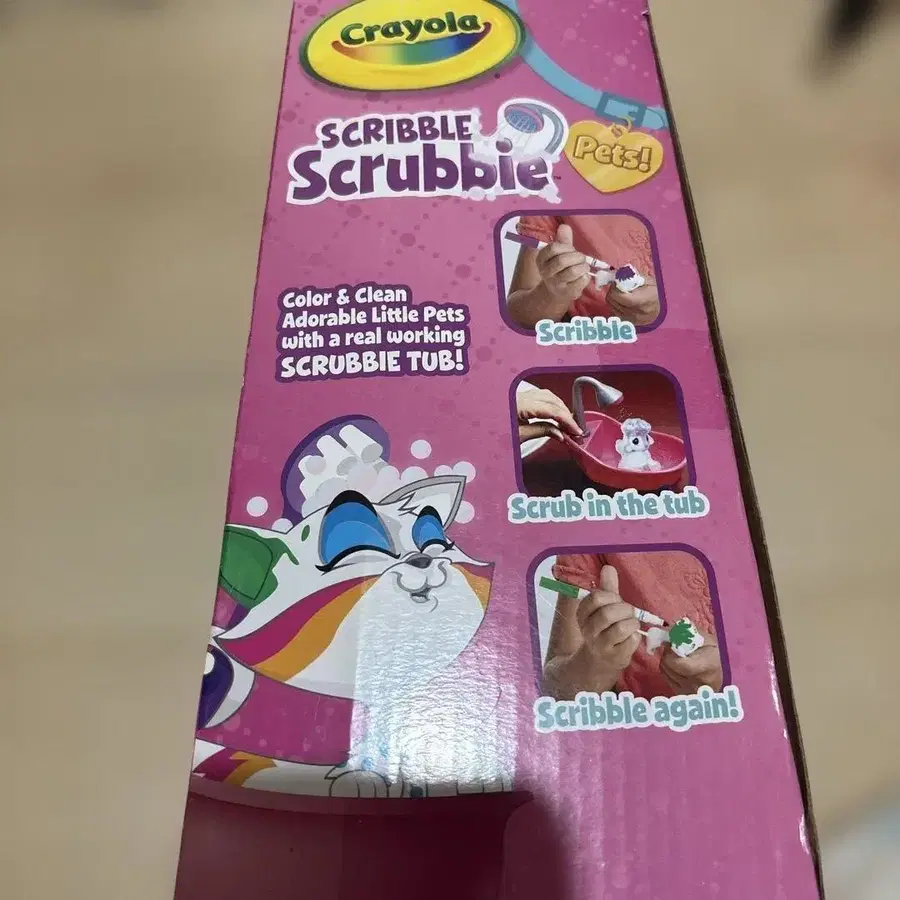 Crayola
SCRIBBLE
Scrubbie™
Pets!
Color & Clean
Adorable Little Pets
with a real working
SCRUBBIE TUB!
Scribble
Scrub in the tub
Scribble again!